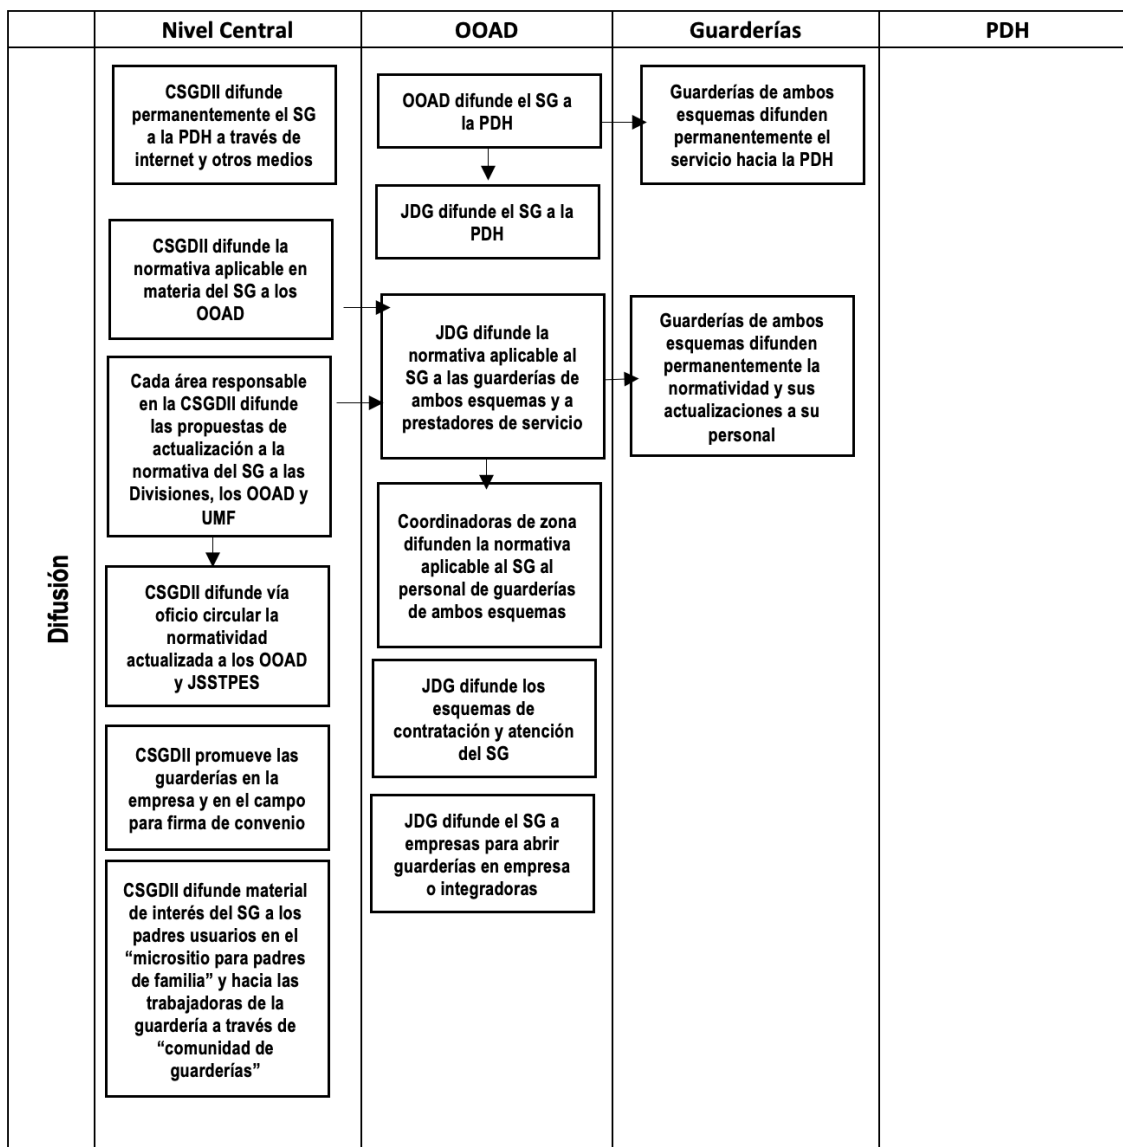 Nivel Central
OOAD
Guarderías
PDH
Difusión
CSGDII difunde
permanentemente el SG
a la PDH a través de
internet y otros medios
CSGDII difunde la
normativa aplicable en
materia del SG a los
OOAD
Cada área responsable
en la CSGDII difunde
las propuestas de
actualización a la
normativa del SG a las
Divisiones, los OOAD y
UMF
CSGDII difunde vía
oficio circular la
normatividad
actualizada a los OOAD
y JSSTPES
CSGDII promueve las
guarderías en la
empresa y en el campo
para firma de convenio
CSGDII difunde material
de interés del SG a los
padres usuarios en el
“micrositio para padres
de familia” y hacia las
trabajadoras de la
guardería a través de
“comunidad de
guarderías”
OOAD difunde el SG a
la PDH
JDG difunde el SG a la
PDH
JDG difunde la
normativa aplicable al
SG a las guarderías de
ambos esquemas y a
prestadores de servicio
Coordinadoras de zona
difunden la normativa
aplicable al SG al
personal de guarderías
de ambos esquemas
JDG difunde los
esquemas de
contratación y atención
del SG
JDG difunde el SG a
empresas para abrir
guarderías en empresa
o integradoras
Guarderías de ambos
esquemas difunden
permanentemente el
servicio hacia la PDH
Guarderías de ambos
esquemas difunden
permanentemente la
normatividad y sus
actualizaciones a su
personal